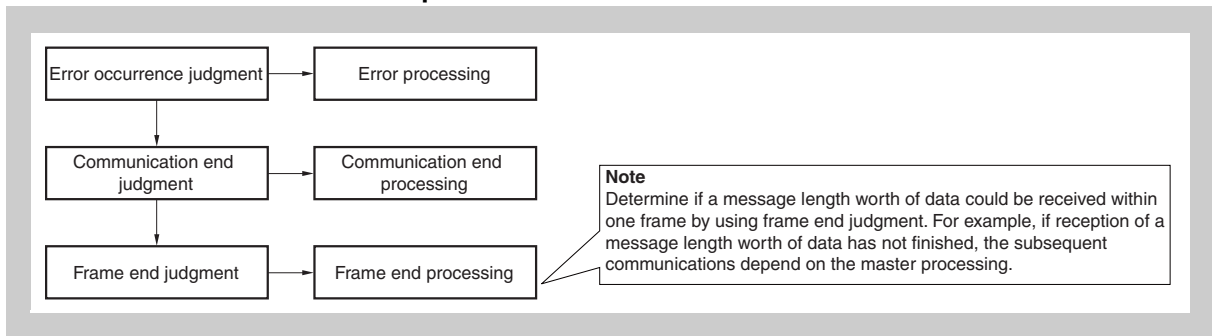 Error occurrence judgment
Error processing
Communication end
judgment
Communication end
processing
Frame end judgment
Frame end processing
Note
Determine if a message length worth of data could be received within
one frame by using frame end judgment. For example, if reception of a
message length worth of data has not finished, the subsequent
communications depend on the master processing.